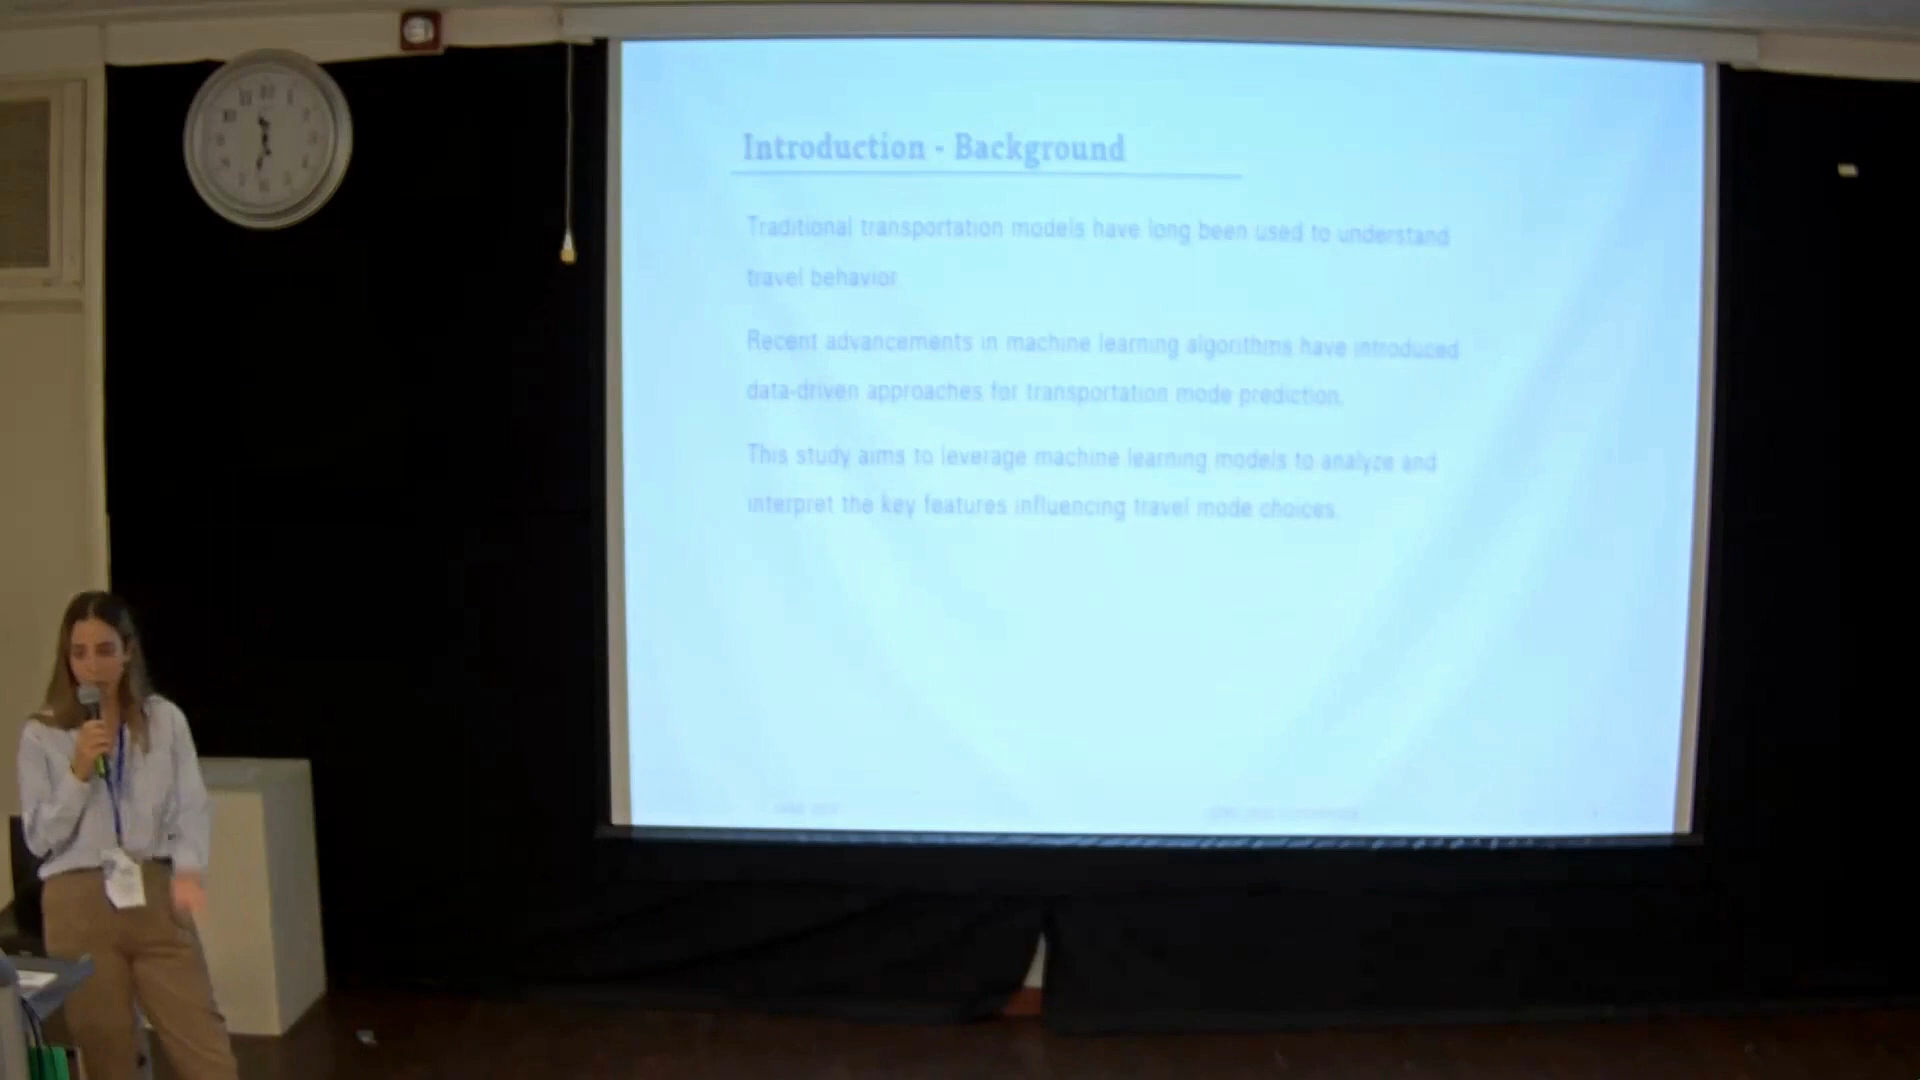 Introduction - Background
Traditional transportation models have long been used to understand
travel behavior
Recent advancements in machine learning algorithms have introduced
data-driven approaches for transportation mode prediction.
This study aims to leverage machine learning models to analyze and
interpret the key features influencing travel mode choices.